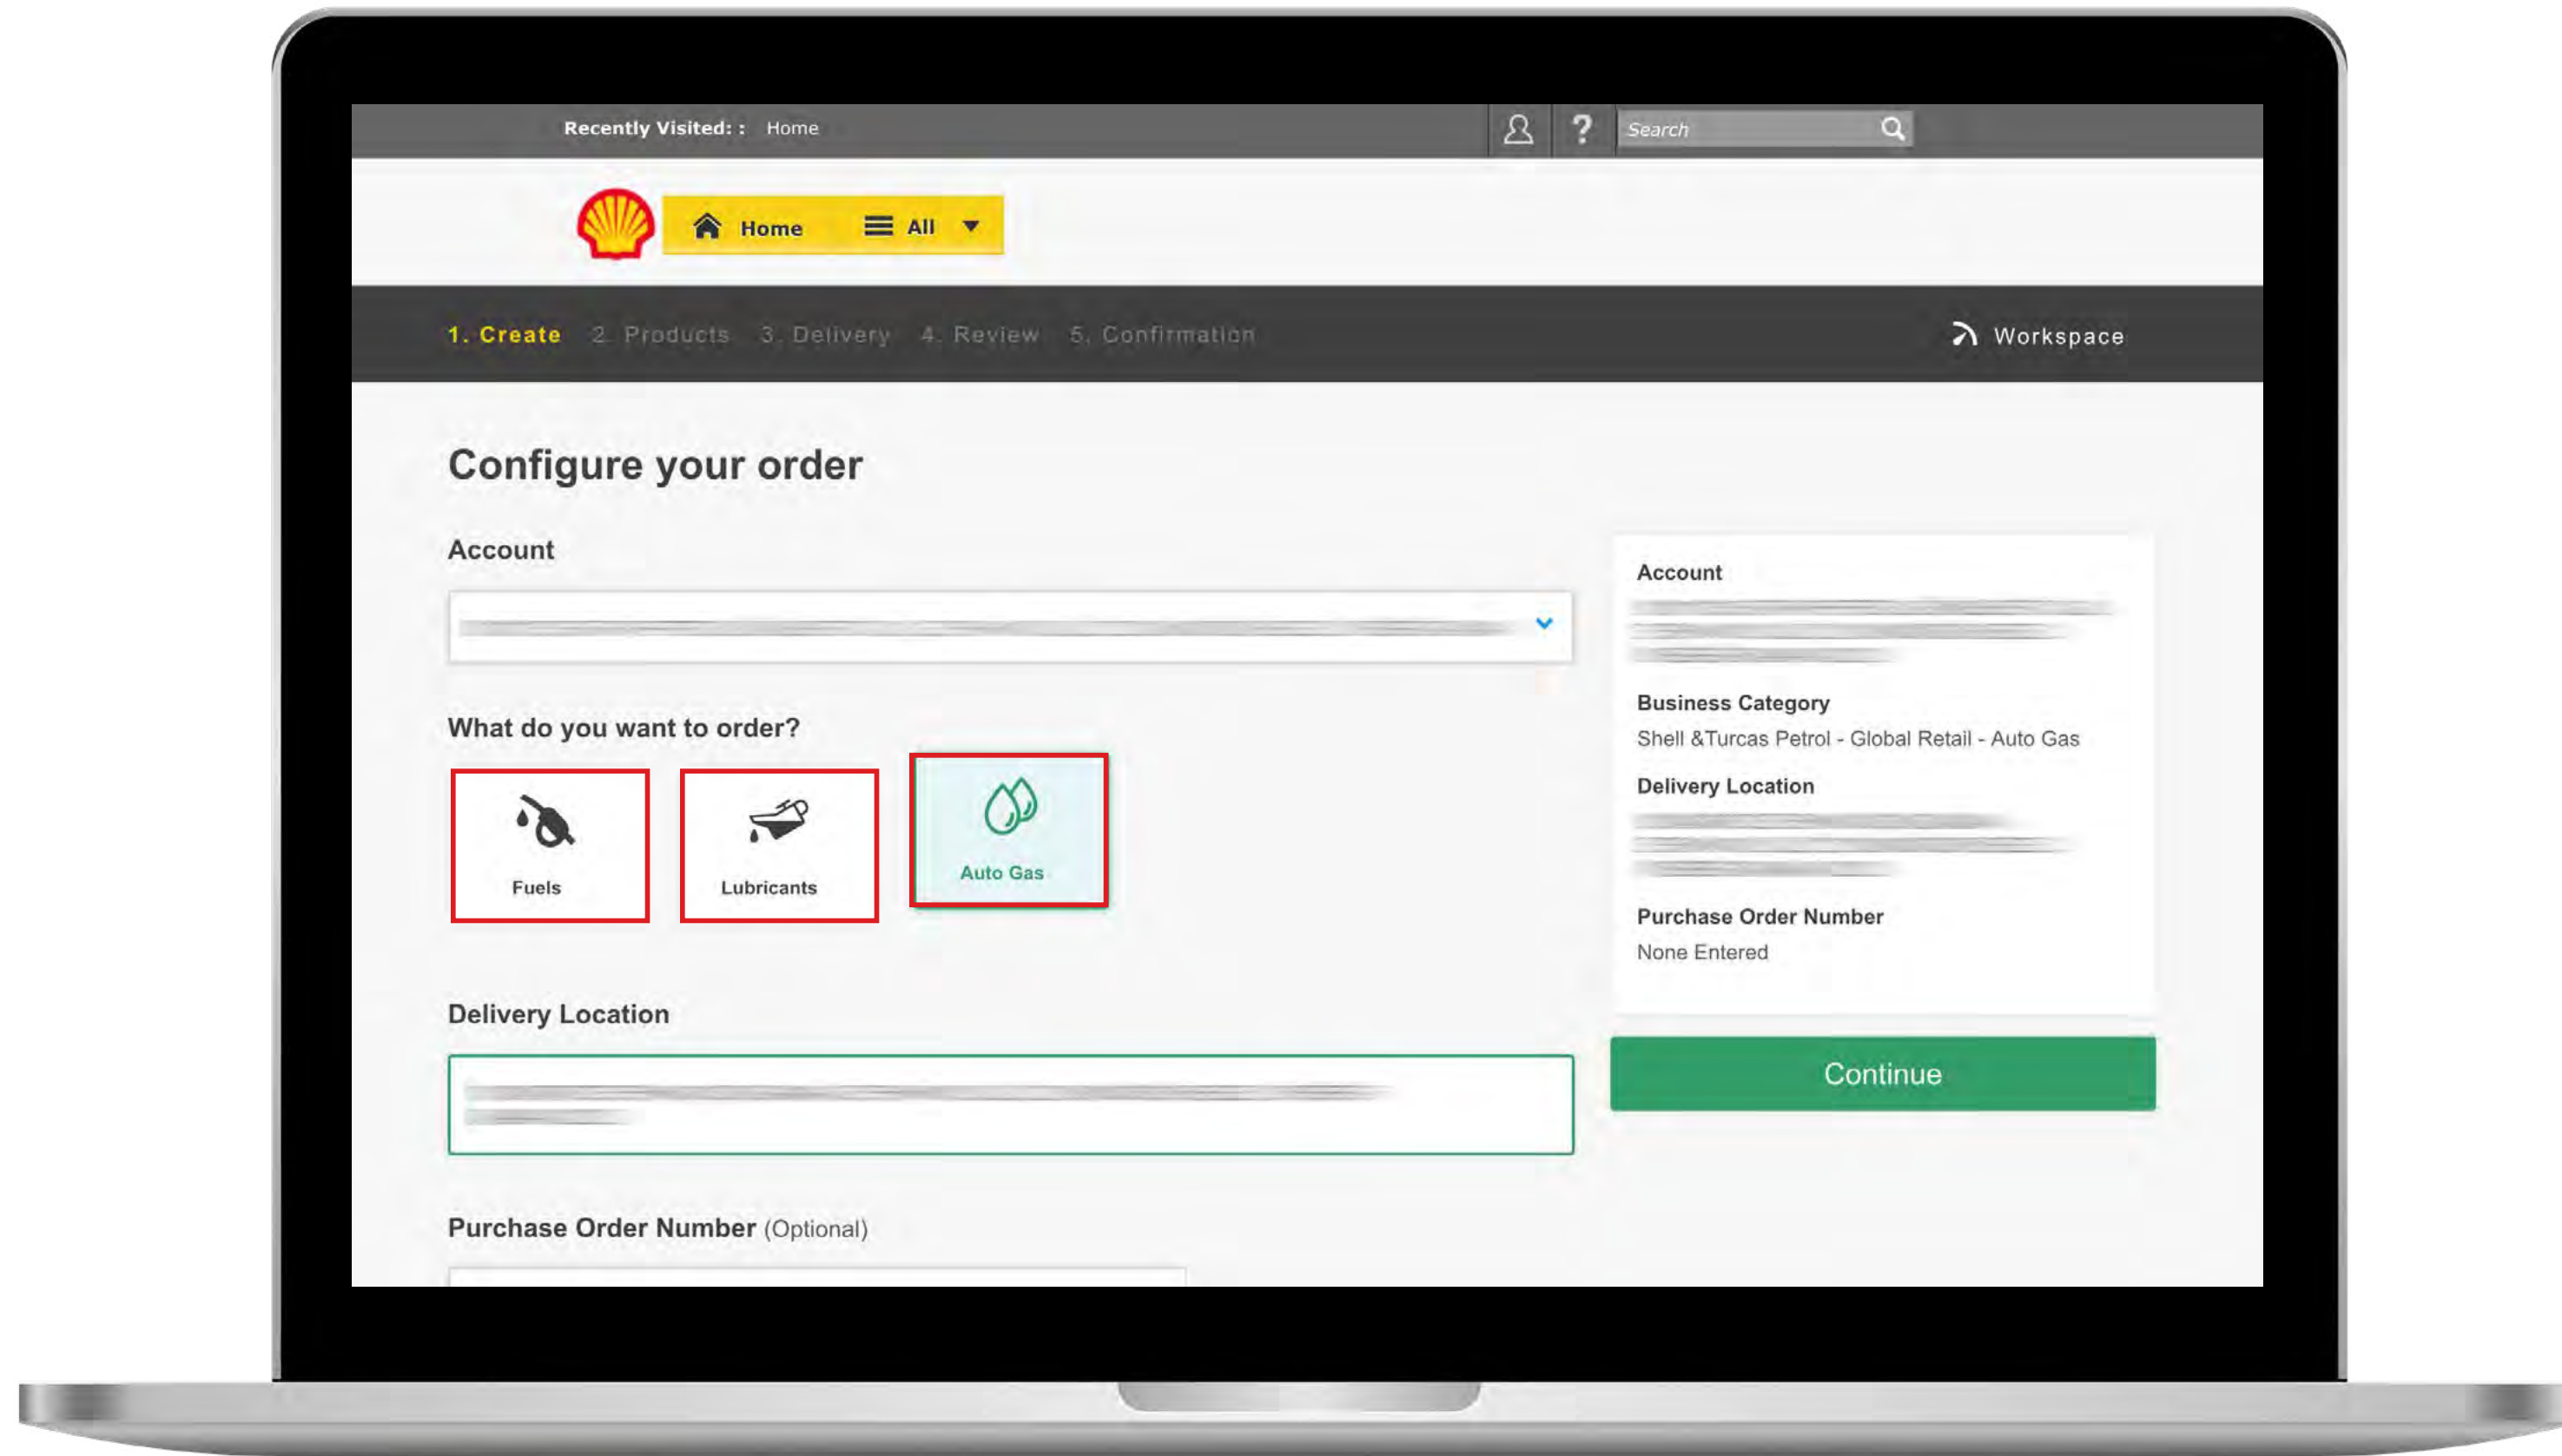 Recently Visited: : Home
? Search
Home All
1. Create 2. Products 3. Delivery 4. Review 5. Confirmation
Workspace
Configure your order
Account
What do you want to order?
Fuels
Lubricants
Auto Gas
Delivery Location
Purchase Order Number (Optional)
Account
Business Category
Shell &Turcas Petrol - Global Retail - Auto Gas
Delivery Location
Purchase Order Number
None Entered
Continue